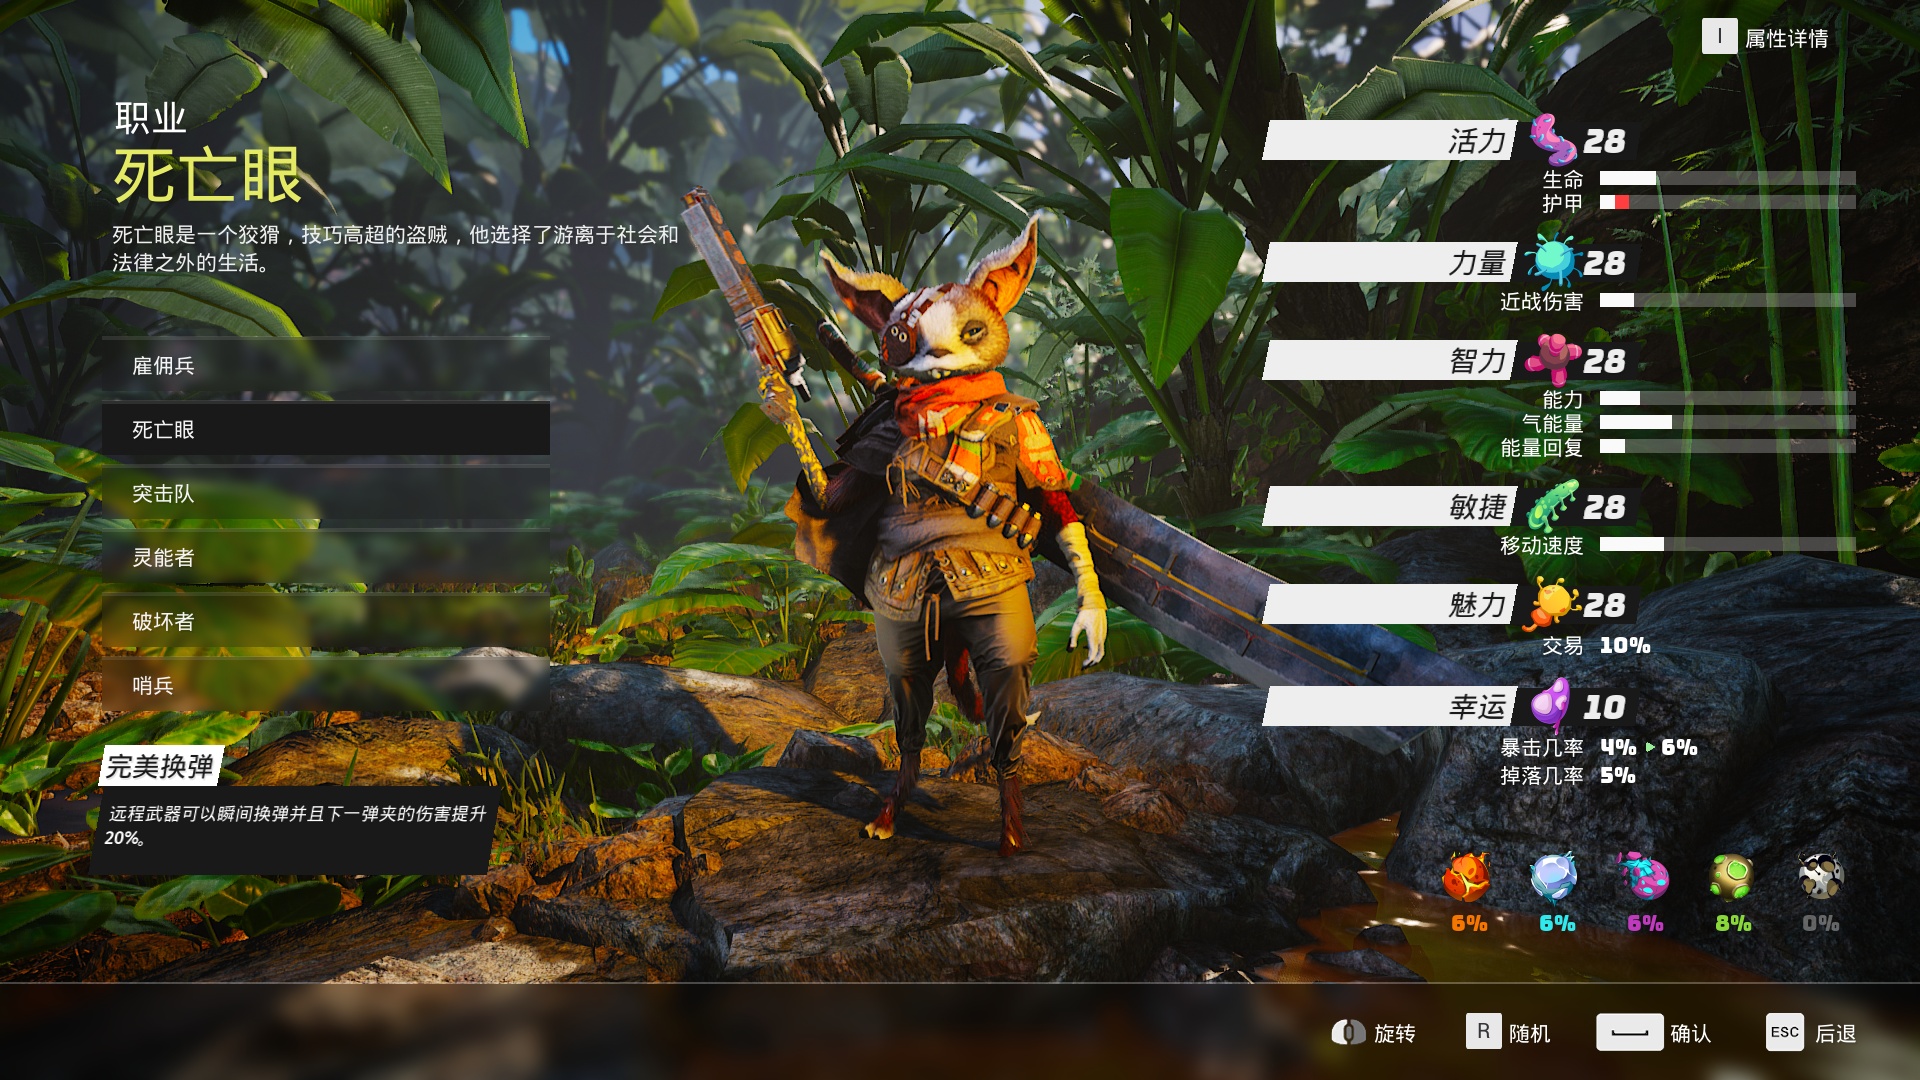 I 属性详情
职业
死亡眼
死亡眼是一个狡猾，技巧高超的盗贼，他选择了游离于社会和
法律之外的生活。
雇佣兵
死亡眼
突击队
灵能者
破坏者
哨兵
完美换弹
远程武器可以瞬间换弹并且下一弹夹的伤害提升
20%。
活力 28
生命
护甲
力量 28
近战伤害
智力 28
能力
气能量
能量回复
敏捷 28
移动速度
魅力 28
交易 10%
幸运 10
暴击几率 4% 6%
掉落几率 5%
6% 6% 6% 8% 0%
旋转 R 随机 确认 ESC 后退